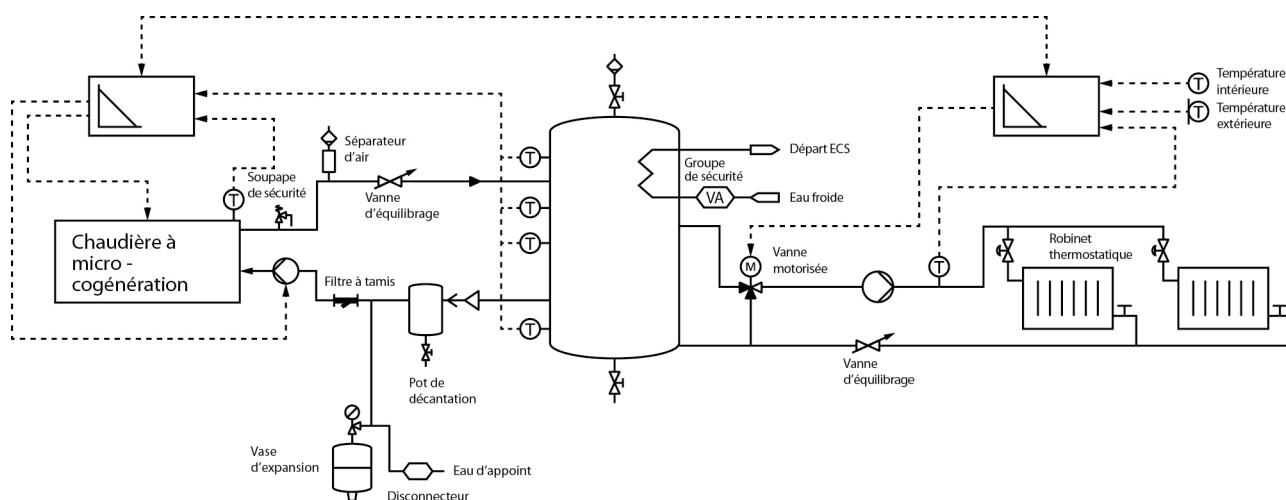 Température
intérieure
T
T
Température
extérieure
Séparateur
d'air
T
Départ ECS
Groupe
de sécurité
Soupape
de sécurité
T
Vanne
d'équilibrage
VA
Eau froide
T
Chaudière à
micro -
cogénération
T
Vanne
motorisée
M
T
Robinet
thermostatique
Filtre à tamis
T
Vanne
d'équilibrage
Pot de
décantation
Vase
d'expansion
Eau d'appoint
Disconnecteur